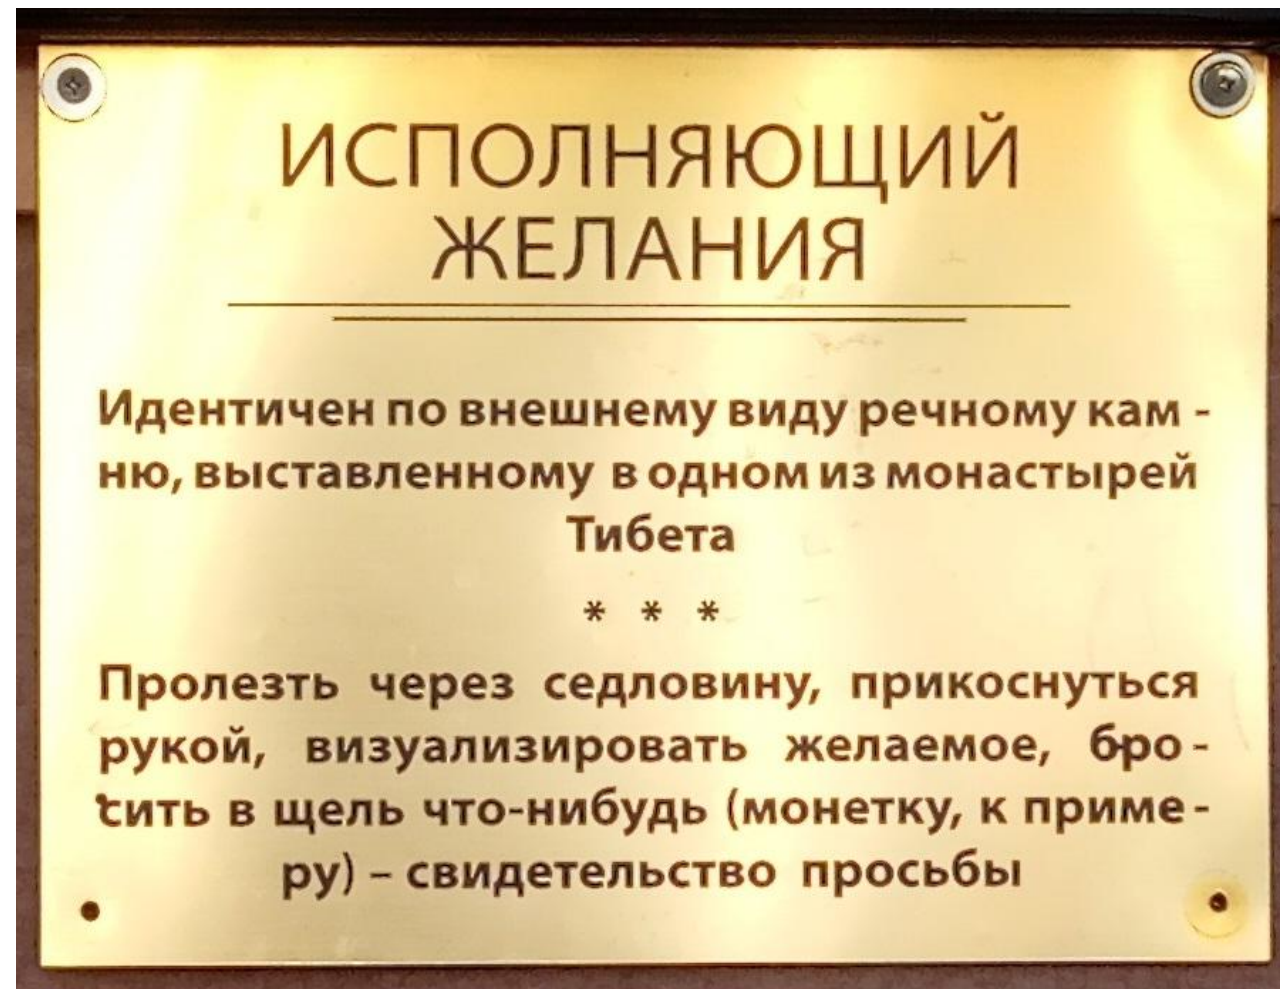 ИСПОЛНЯЮЩИЙ
ЖЕЛАНИЯ
Идентичен по внешнему виду речному кам -
ню, выставленному в одном из монастырей
Тибета
* * *
Пролезть через седловину, прикоснуться
рукой, визуализировать желаемое, бро -
сить в щель что-нибудь (монетку, к приме -
ру) – свидетельство просьбы